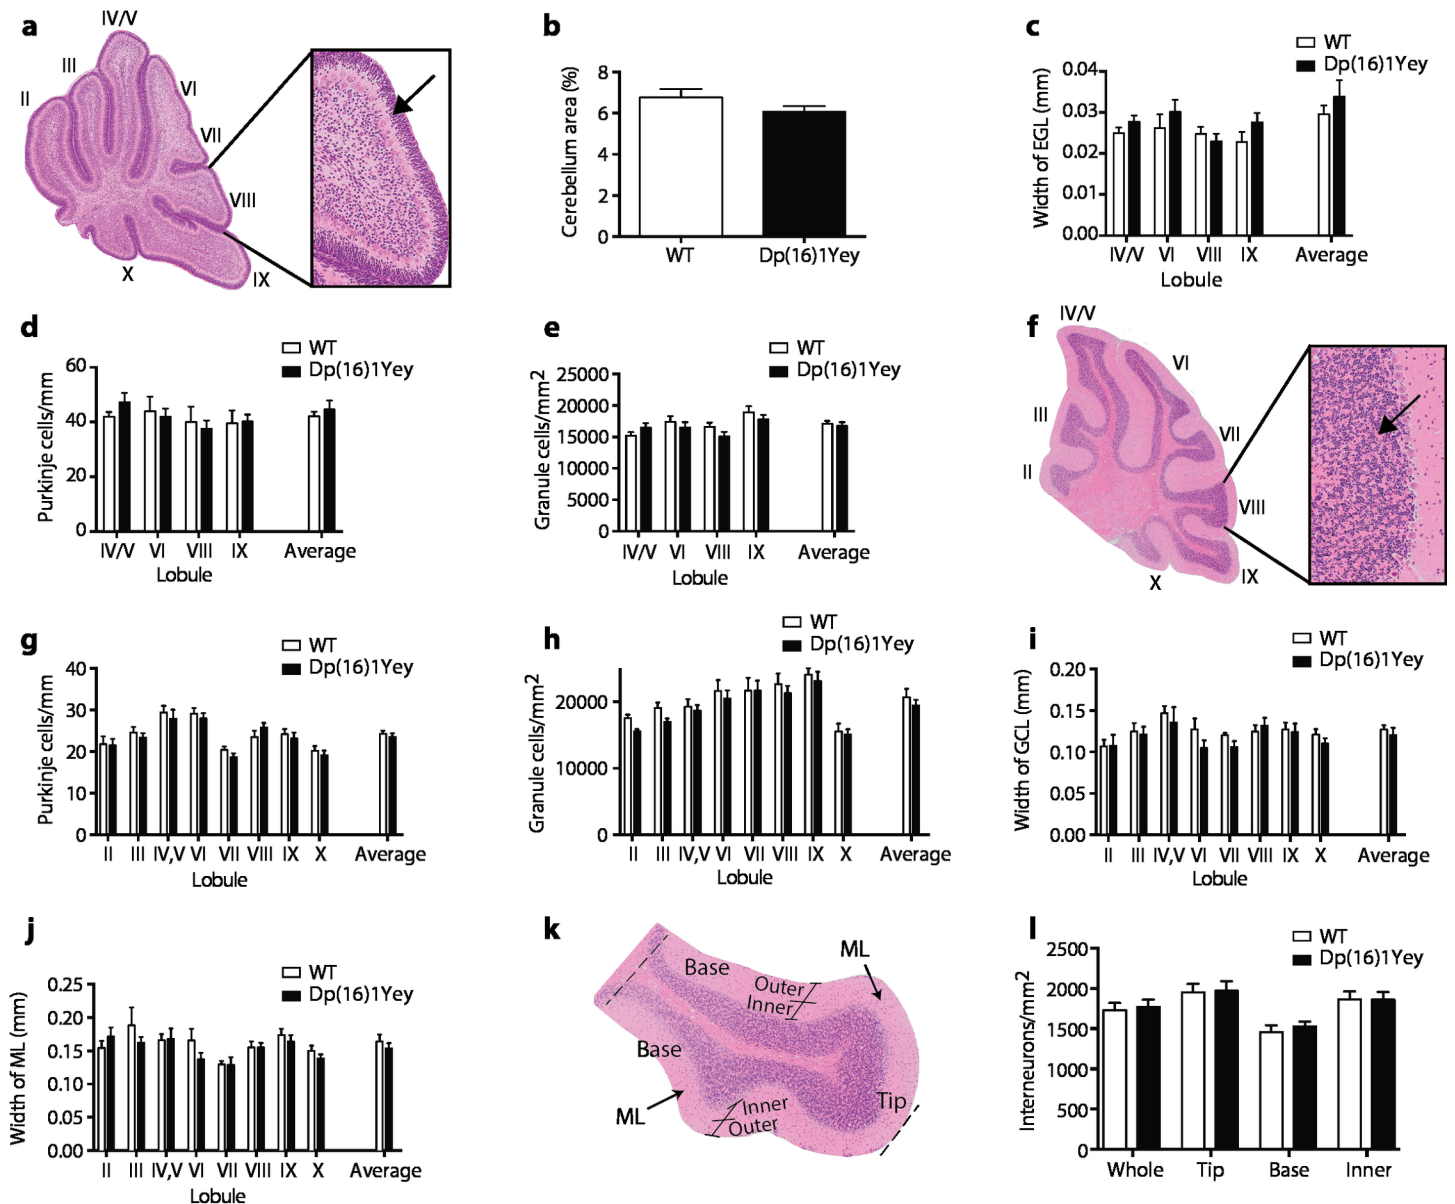 a
IV/V
III
II
VI
VII
VIII
IX
X
b
Cerebellum area (%)
8
6
4
2
0
WT
Dp(16)1Yey
c
WT
Dp(16)1Yey
Width of EGL (mm)
0.04
0.03
0.02
0.01
0.00
IV/V VI VIII IX Average
Lobule
d
WT
Dp(16)1Yey
Purkinje cells/mm
60
40
20
0
IV/V VI VIII IX Average
Lobule
e
WT
Dp(16)1Yey
Granule cells/mm2
25000
20000
15000
10000
5000
0
IV/V VI VIII IX Average
Lobule
f
IV/V
VI
III
VII
II
VIII
IX
X
g
WT
Dp(16)1Yey
Purkinje cells/mm
40
30
20
10
0
II III IV,V VI VII VIII IX X Average
Lobule
h
WT
Dp(16)1Yey
Granule cells/mm2
20000
10000
0
II III IV,V VI VII VIII IX X Average
Lobule
i
WT
Dp(16)1Yey
Width of GCL (mm)
0.20
0.15
0.10
0.05
0.00
II III IV,V VI VII VIII IX X Average
Lobule
j
WT
Dp(16)1Yey
Width of ML (mm)
0.25
0.20
0.15
0.10
0.05
0.00
II III IV,V VI VII VIII IX X Average
Lobule
k
ML
Base
Outer
Inner
Base
ML
Inner
Outer
Tip
l
WT
Dp(16)1Yey
Interneurons/mm2
2500
2000
1500
1000
500
0
Whole Tip Base Inner